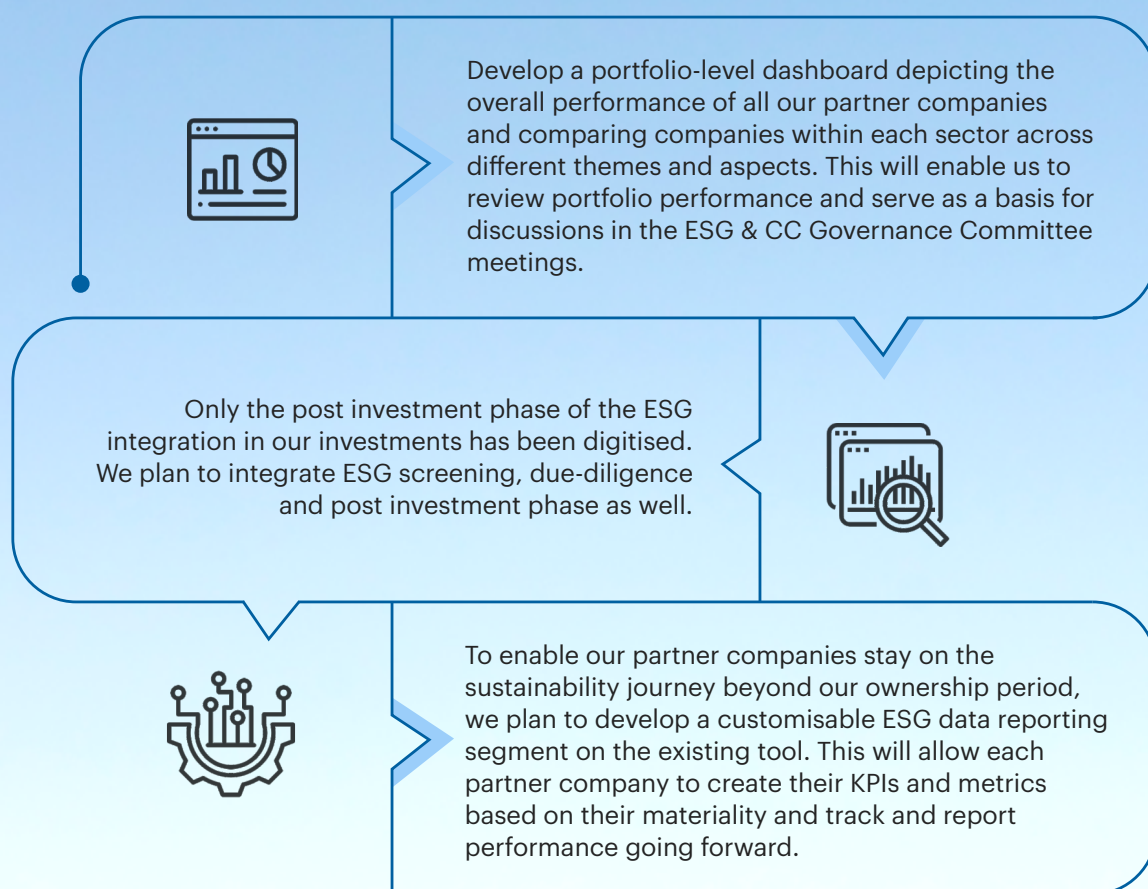 Develop a portfolio-level dashboard depicting the
overall performance of all our partner companies
and comparing companies within each sector across
different themes and aspects. This will enable us to
review portfolio performance and serve as a basis for
discussions in the ESG & CC Governance Committee
meetings.
Only the post investment phase of the ESG
integration in our investments has been digitised.
We plan to integrate ESG screening, due-diligence
and post investment phase as well.
To enable our partner companies stay on the
sustainability journey beyond our ownership period,
we plan to develop a customisable ESG data reporting
segment on the existing tool. This will allow each
partner company to create their KPIs and metrics
based on their materiality and track and report
performance going forward.